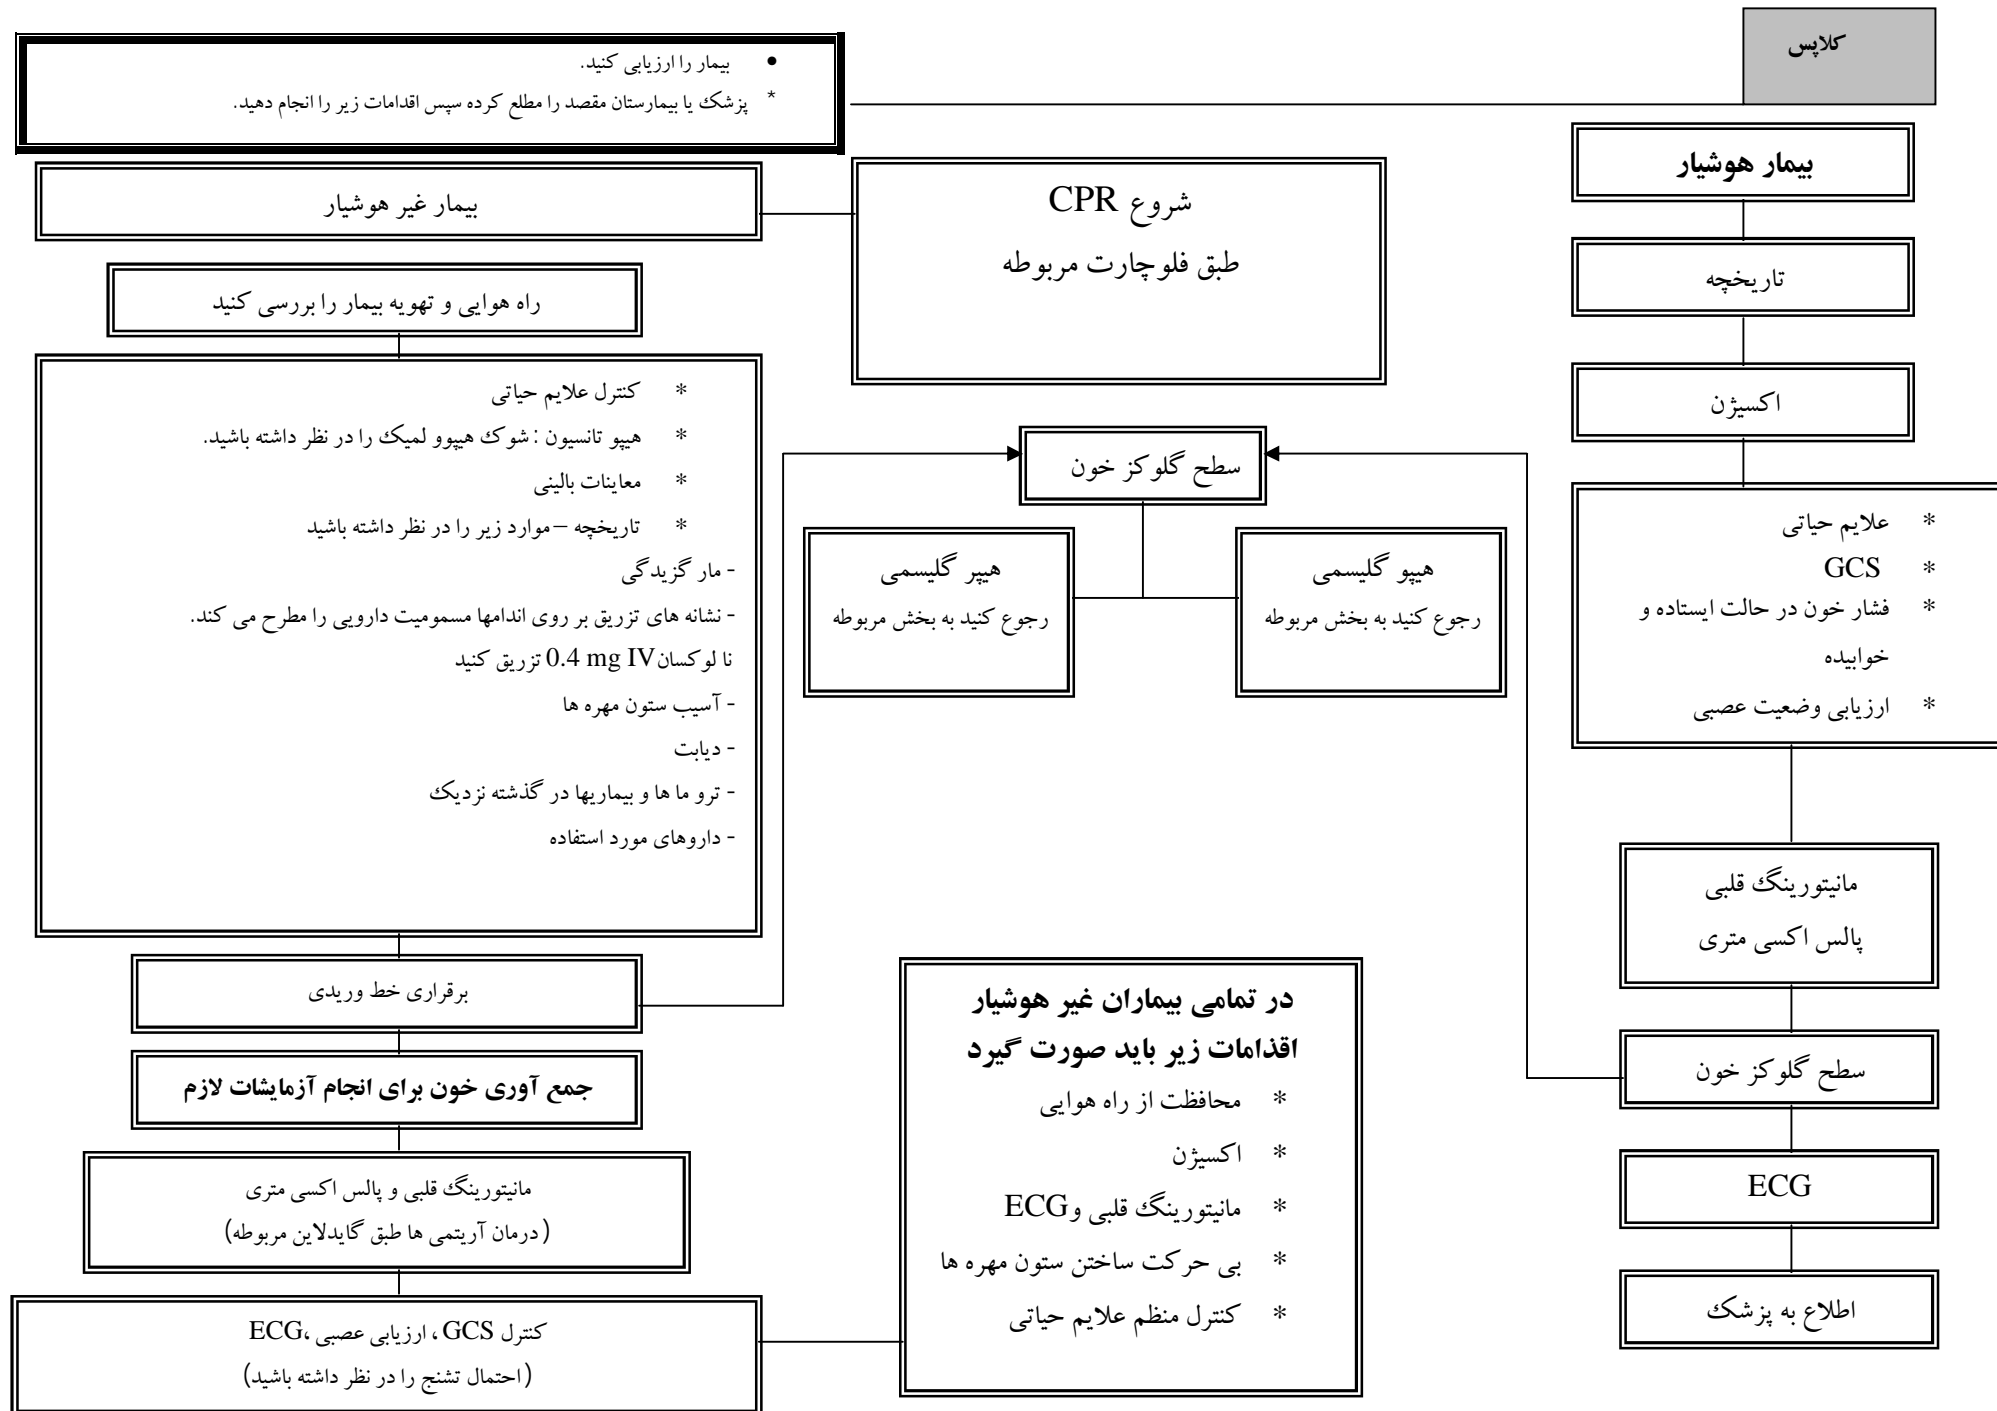 کلاپس
• بیمار را ارزیابی کنید.
* پزشک یا بیمارستان مقصد را مطلع کرده سپس اقدامات زیر را انجام دهید.
بیمار هوشیار
تاریخچه
اکسیژن
* علایم حیاتی
* GCS
* فشار خون در حالت ایستاده و
خوابیده
* ارزیابی وضعیت عصبی
مانیتورینگ قلبی
پالس اکسی متری
سطح گلوکز خون
ECG
اطلاع به پزشک
شروع CPR
طبق فلوچارت مربوطه
سطح گلوکز خون
هیپو گلیسمی
رجوع کنید به بخش مربوطه
هیپر گلیسمی
رجوع کنید به بخش مربوطه
در تمامی بیماران غیر هوشیار
اقذامات زیر باید صورت گیرد
* محافظت از راه هوایی
* اکسیژن
* مانیتورینگ قلبی وECG
* بی حرکت ساختن ستون مهره ها
* کنترل منظم علایم حیاتی
بیمار غیر هوشیار
راه هوایی و تهویه بیمار را بررسی کنید
* کنترل علایم حیاتی
* هیپو تانسیون : شوک هیپوو لمیک را در نظر داشته باشید.
* معاینات بالینی
* تاریخچه – موارد زیر را در نظر داشته باشید
- مار گزیدگی
- نشانه های تزریق بر روی اندامها مسمومیت دارویی را مطرح می کند.
نا لوکسان0.4 mg IV تزریق کنید
- آسیب ستون مهره ها
- دیابت
- ترو ما ها و بیماریها در گذشته نزدیک
- داروهای مورد استفاده
برقراری خط وریدی
جمع آوری خون برای انجام آزمایشات لازم
مانیتورینگ قلبی و پالس اکسی متری
(درمان آریتمی ها طبق گایدلاین مربوطه)
کنترل GCS ، ارزیابی عصبی ،ECG
(احتمال تشنج را در نظر داشته باشید)